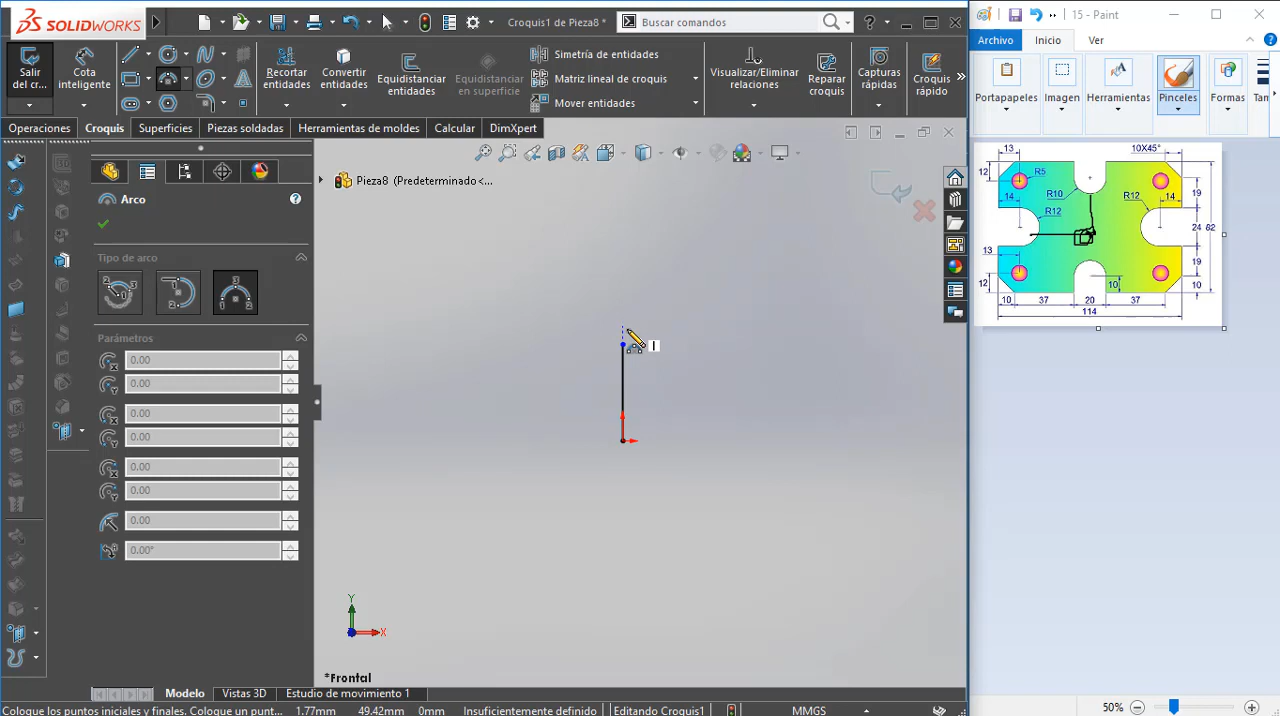 SOLIDWORKS
Croquis1 de Pieza8 *
Buscar comandos
15 - Paint
Archivo Inicio Ver
Salir del cr...
Cota inteligente
Recortar entidades
Convertir entidades
Equidistanciar entidades
Equidistanciar en superficie
Simetría de entidades
Matriz lineal de croquis
Mover entidades
Visualizar/Eliminar relaciones
Reparar croquis
Capturas rápidas
Croquis rápido
Portapapeles
Imagen
Herramientas
Pinceles
Formas
Operaciones Croquis Superficies Piezas soldadas Herramientas de moldes Calcular DimXpert
Pieza8 (Predeterminado<...
Arco
Tipo de arco
Parámetros
0.00
0.00
0.00
0.00
0.00
0.00
0.00
0.00°
13 10X45°
12 R5
R10 R12 19
14 R12 14
24 82
13
19
12 10 10
10 37 20 37
114
Y
X
*Frontal
Modelo Vistas 3D Estudio de movimiento 1
Coloque los puntos iniciales y finales. Cologue un punt... 1.77mm 49.42mm 0mm Insuficientemente definido Editando Croquis1 MMGS
50%